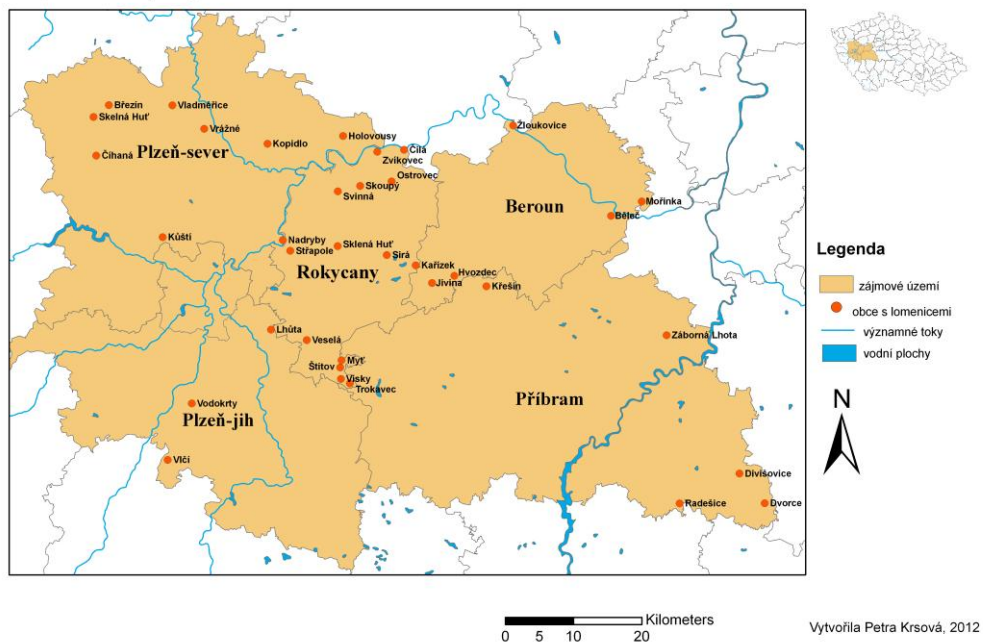 Březín
Vladměřice
Skelná Huť
Vrážné
Číhaná
Plzeň-sever
Kopidlo
Holovousy
Čilá
Zvíkovec
Žloukovice
Ostrovec
Skoupý
Svinná
Beroun
Mořinka
Běleč
Kůští
Nadryby
Střapole
Sklená Huť
Sirá
Rokycany
Kařízek
Hvozdec
Jivina
Křešín
Lhůta
Veselá
Záborná Lhota
Mýť
Štítov
Visky
Trokavec
Příbram
Vodokrty
Plzeň-jih
Vlčí
Divišovice
Radešice
Dvorce
Legenda
zájmové území
obce s lomenicemi
významné toky
vodní plochy
N
Kilometers
0 5 10 20
Vytvořila Petra Krsová, 2012